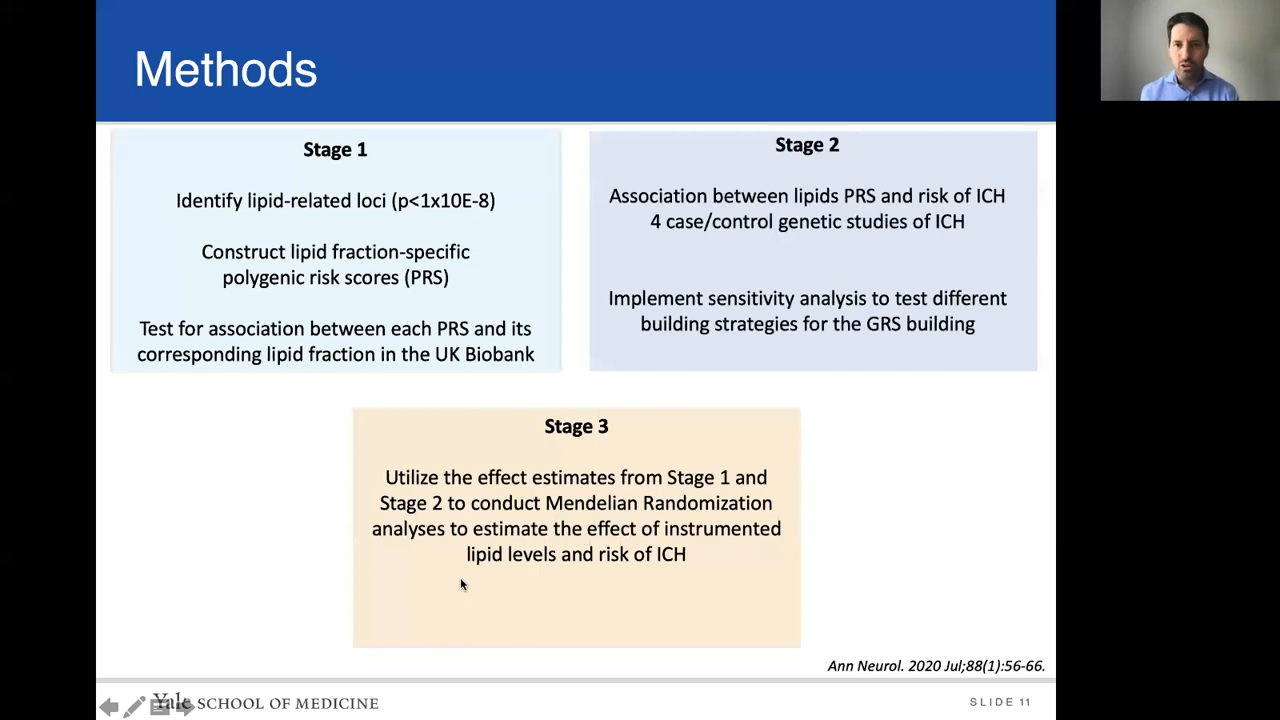 Methods
Stage 1
Identify lipid-related loci (p<1x10E-8)
Construct lipid fraction-specific
polygenic risk scores (PRS)
Test for association between each PRS and its
corresponding lipid fraction in the UK Biobank
Stage 2
Association between lipids PRS and risk of ICH
4 case/control genetic studies of ICH
Implement sensitivity analysis to test different
building strategies for the GRS building
Stage 3
Utilize the effect estimates from Stage 1 and
Stage 2 to conduct Mendelian Randomization
analyses to estimate the effect of instrumented
lipid levels and risk of ICH
Ann Neurol. 2020 Jul;88(1):56-66.
Yale SCHOOL OF MEDICINE
SLIDE 11